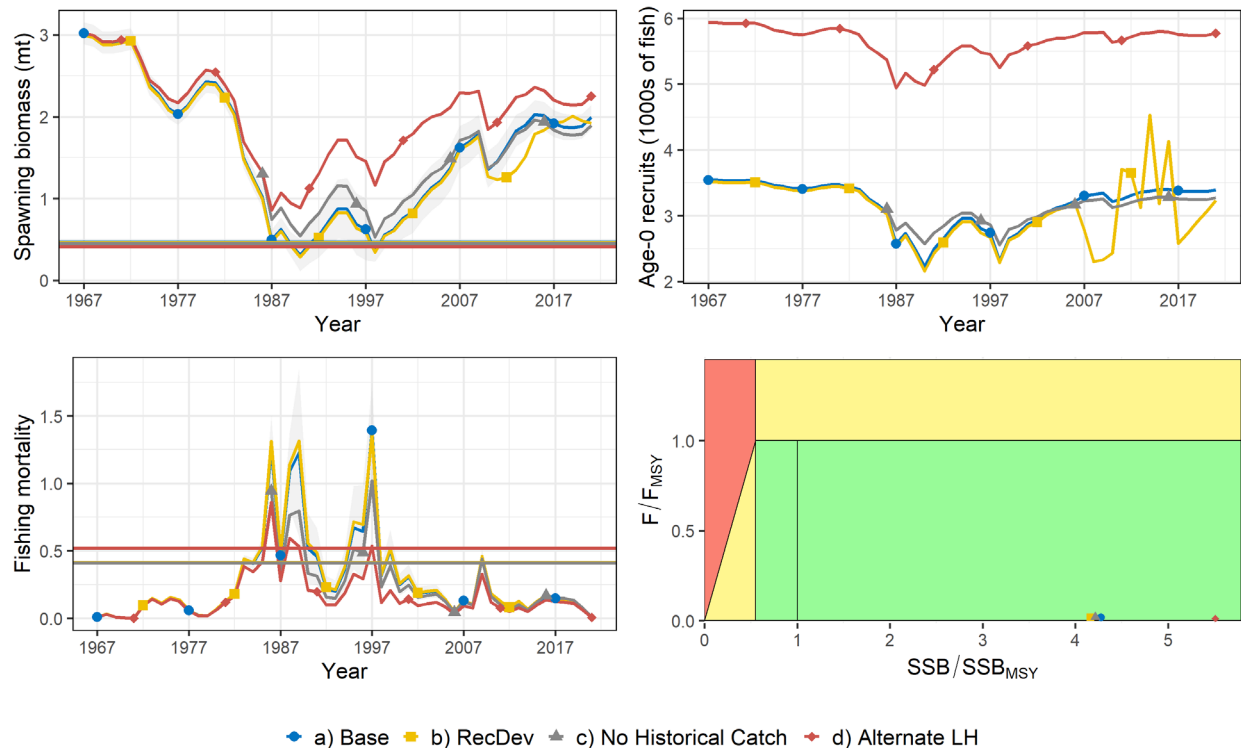 Spawning biomass (mt)
3
2
1
0
1967 1977 1987 1997 2007 2017
Year
Age-0 recruits (1000s of fish)
6
5
4
3
2
1967 1977 1987 1997 2007 2017
Year
Fishing mortality
1.5
1.0
0.5
0.0
1967 1977 1987 1997 2007 2017
Year
F/FMSY
1.0
0.5
0.0
0 1 2 3 4 5
SSB/SSBMSY
a) Base b) RecDev c) No Historical Catch d) Alternate LH